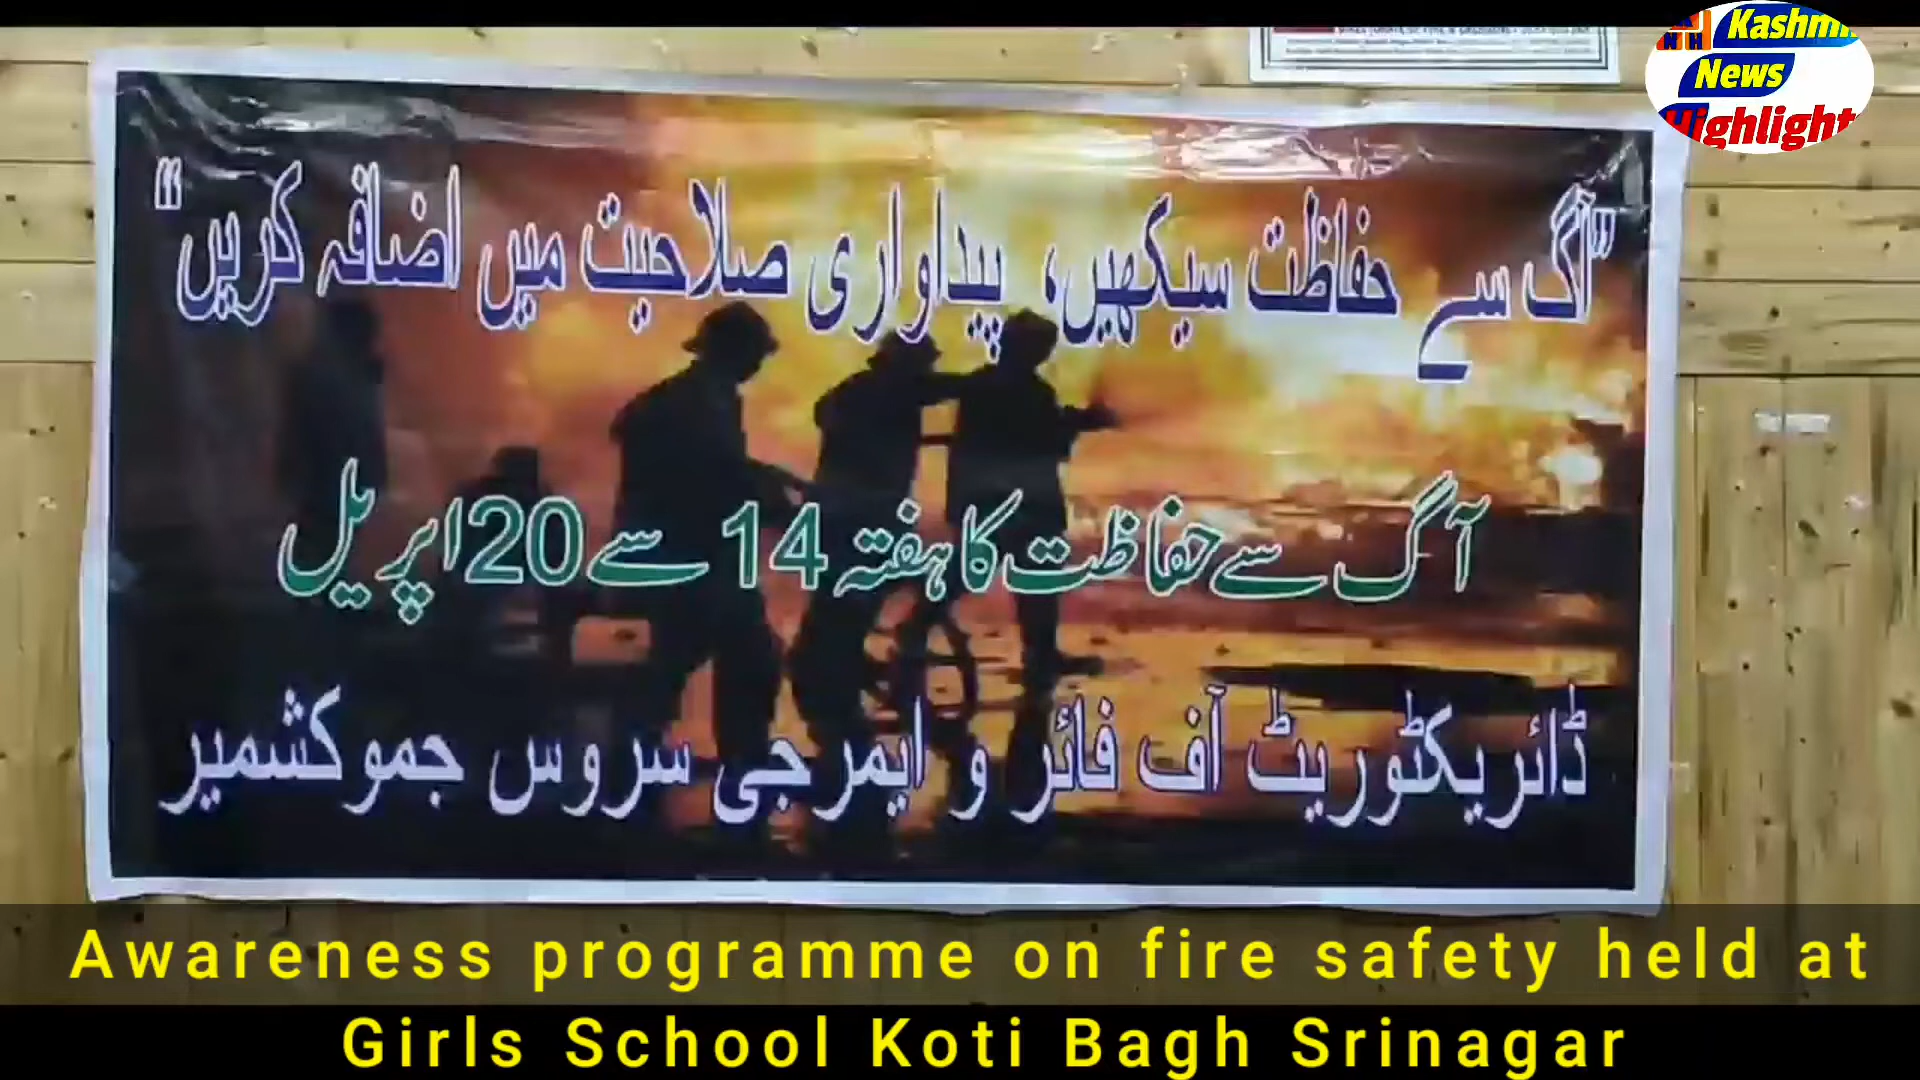 Kashmir
News
Highlight
”آگ سے حفاظت سیکھیں، پیداواری صلاحیت میں اضافہ کریں“
آگ سے حفاظت کا ہفتہ 14 سے 20 اپریل
ڈائریکٹوریٹ آف فائر و ایمرجی سروس جموکشمیر
Awareness programme on fire safety held at
Girls School Koti Bagh Srinagar